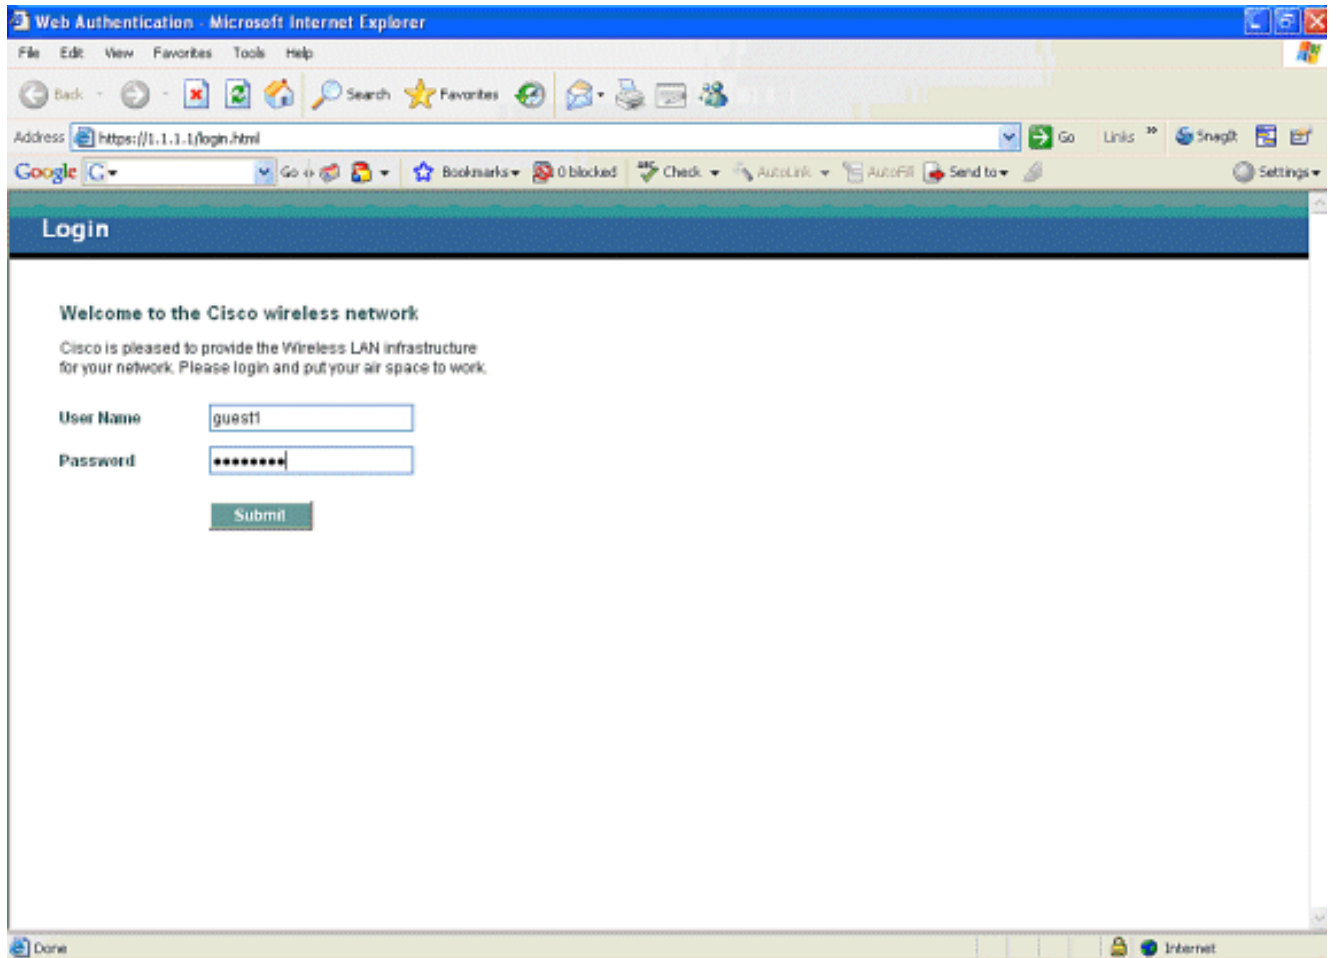 Web Authentication - Microsoft Internet Explorer
File Edit View Favorites Tools Help
Back Search Favorites
Address https://1.1.1.1/login.html Go Links » SnagIt
Google G Go Bookmarks 0 blocked ABC Check AutoLink AutoFill Send to Settings
Login
Welcome to the Cisco wireless network
Cisco is pleased to provide the Wireless LAN infrastructure
for your network. Please login and put your air space to work.
User Name guest1
Password ••••••••
Submit
Done Internet